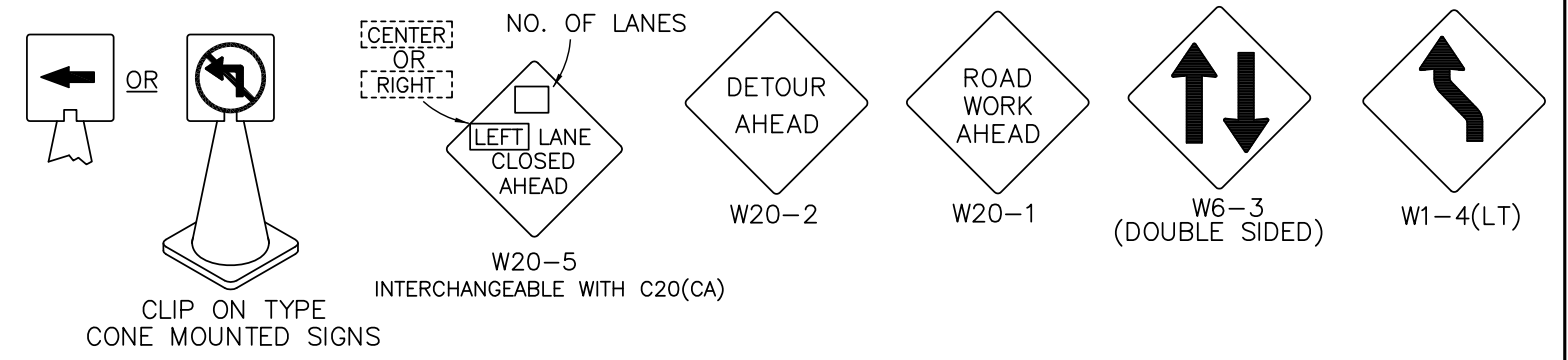 OR
CLIP ON TYPE
CONE MOUNTED SIGNS
CENTER
OR
RIGHT
NO. OF LANES
LEFT LANE
CLOSED
AHEAD
W20-5
INTERCHANGEABLE WITH C20(CA)
DETOUR
AHEAD
W20-2
ROAD
WORK
AHEAD
W20-1
W6-3
(DOUBLE SIDED)
W1-4(LT)